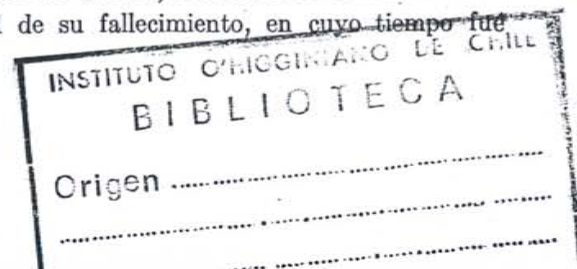 de su fallecimiento, en cuyo tiempo fué
INSTITUTO O'HIGGINIANO DE CHILE
BIBLIOTECA
Origen